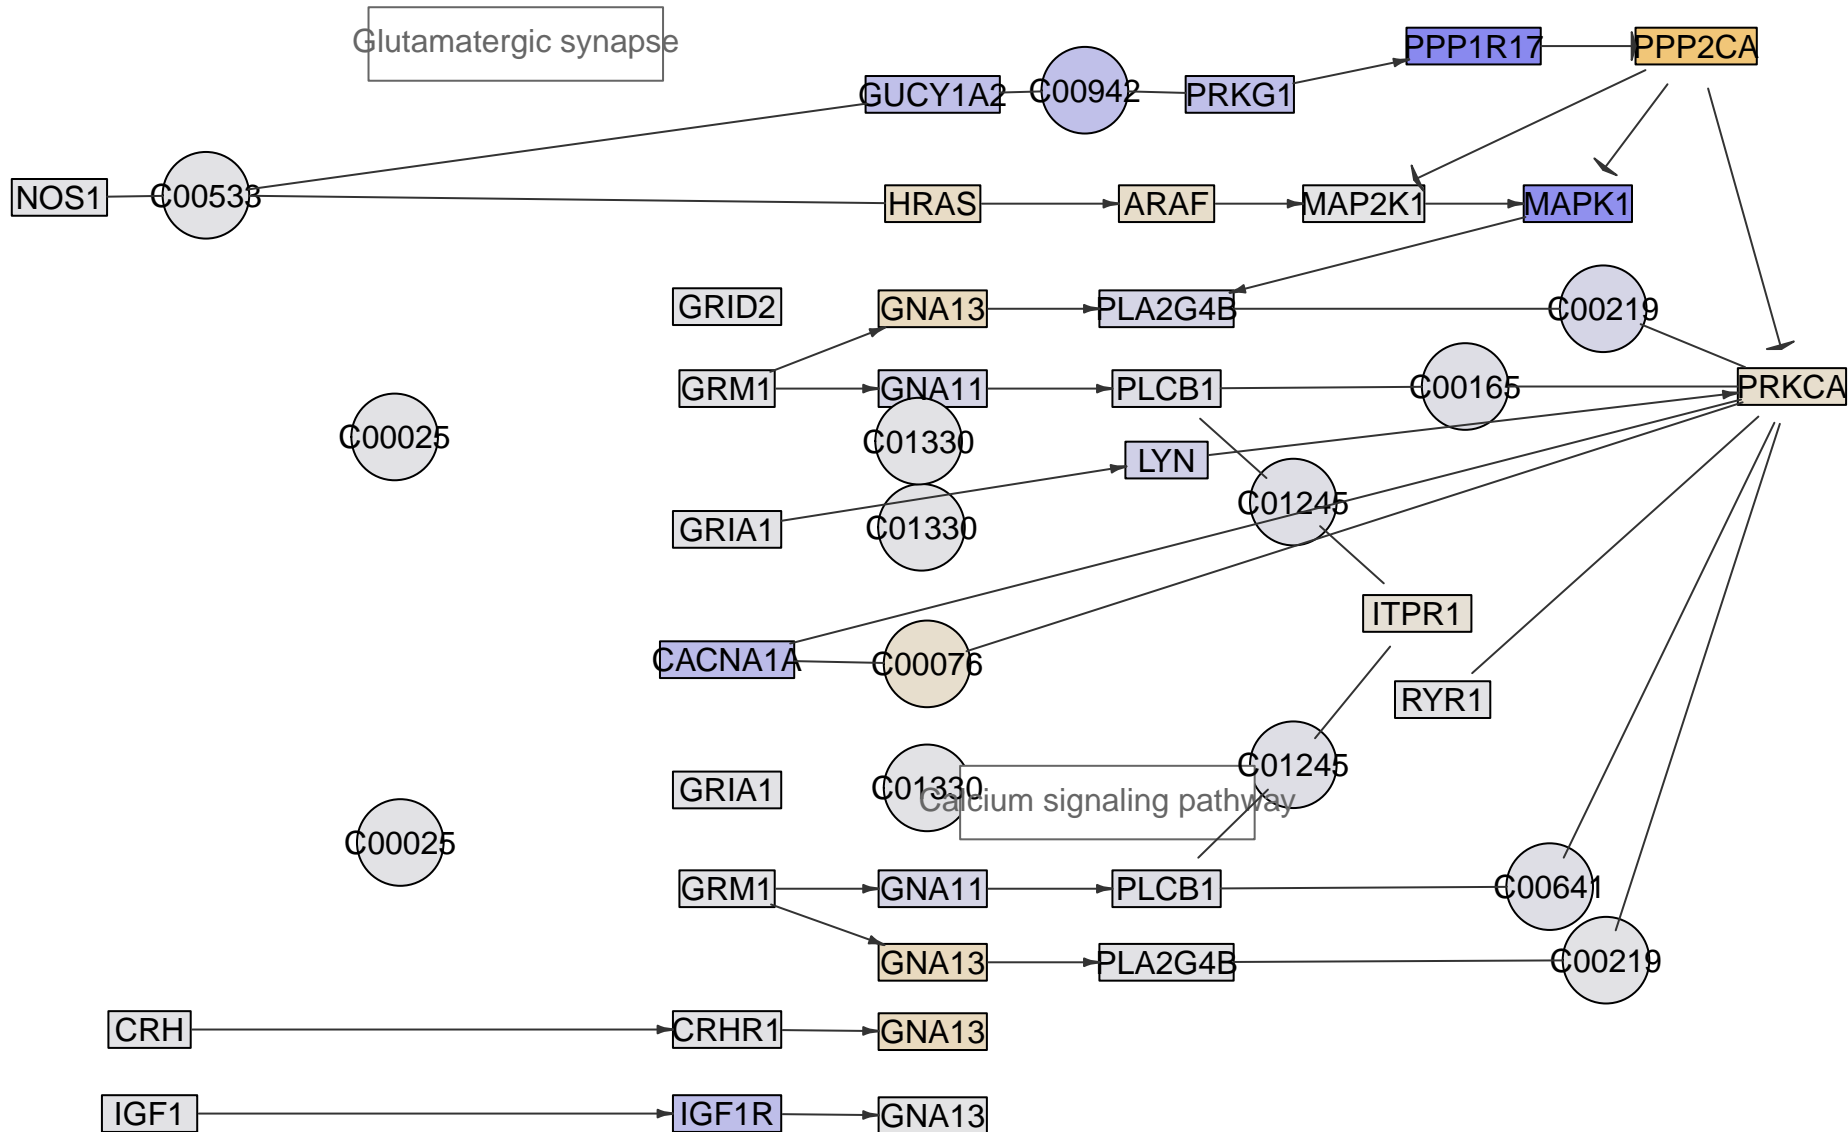 Glutamatergic synapse
PPP1R17
PPP2CA
GUCY1A2
C00942
PRKG1
NOS1
C00533
HRAS
ARAF
MAP2K1
MAPK1
GRID2
GNA13
PLA2G4B
C00219
GRM1
GNA11
PLCB1
C00165
PRKCA
C00025
C01330
LYN
C01245
GRIA1
C01330
ITPR1
CACNA1A
C00076
RYR1
C01245
GRIA1
C01330
Calcium signaling pathway
C00025
GRM1
GNA11
PLCB1
C00641
GNA13
PLA2G4B
C00219
CRH
CRHR1
GNA13
IGF1
IGF1R
GNA13